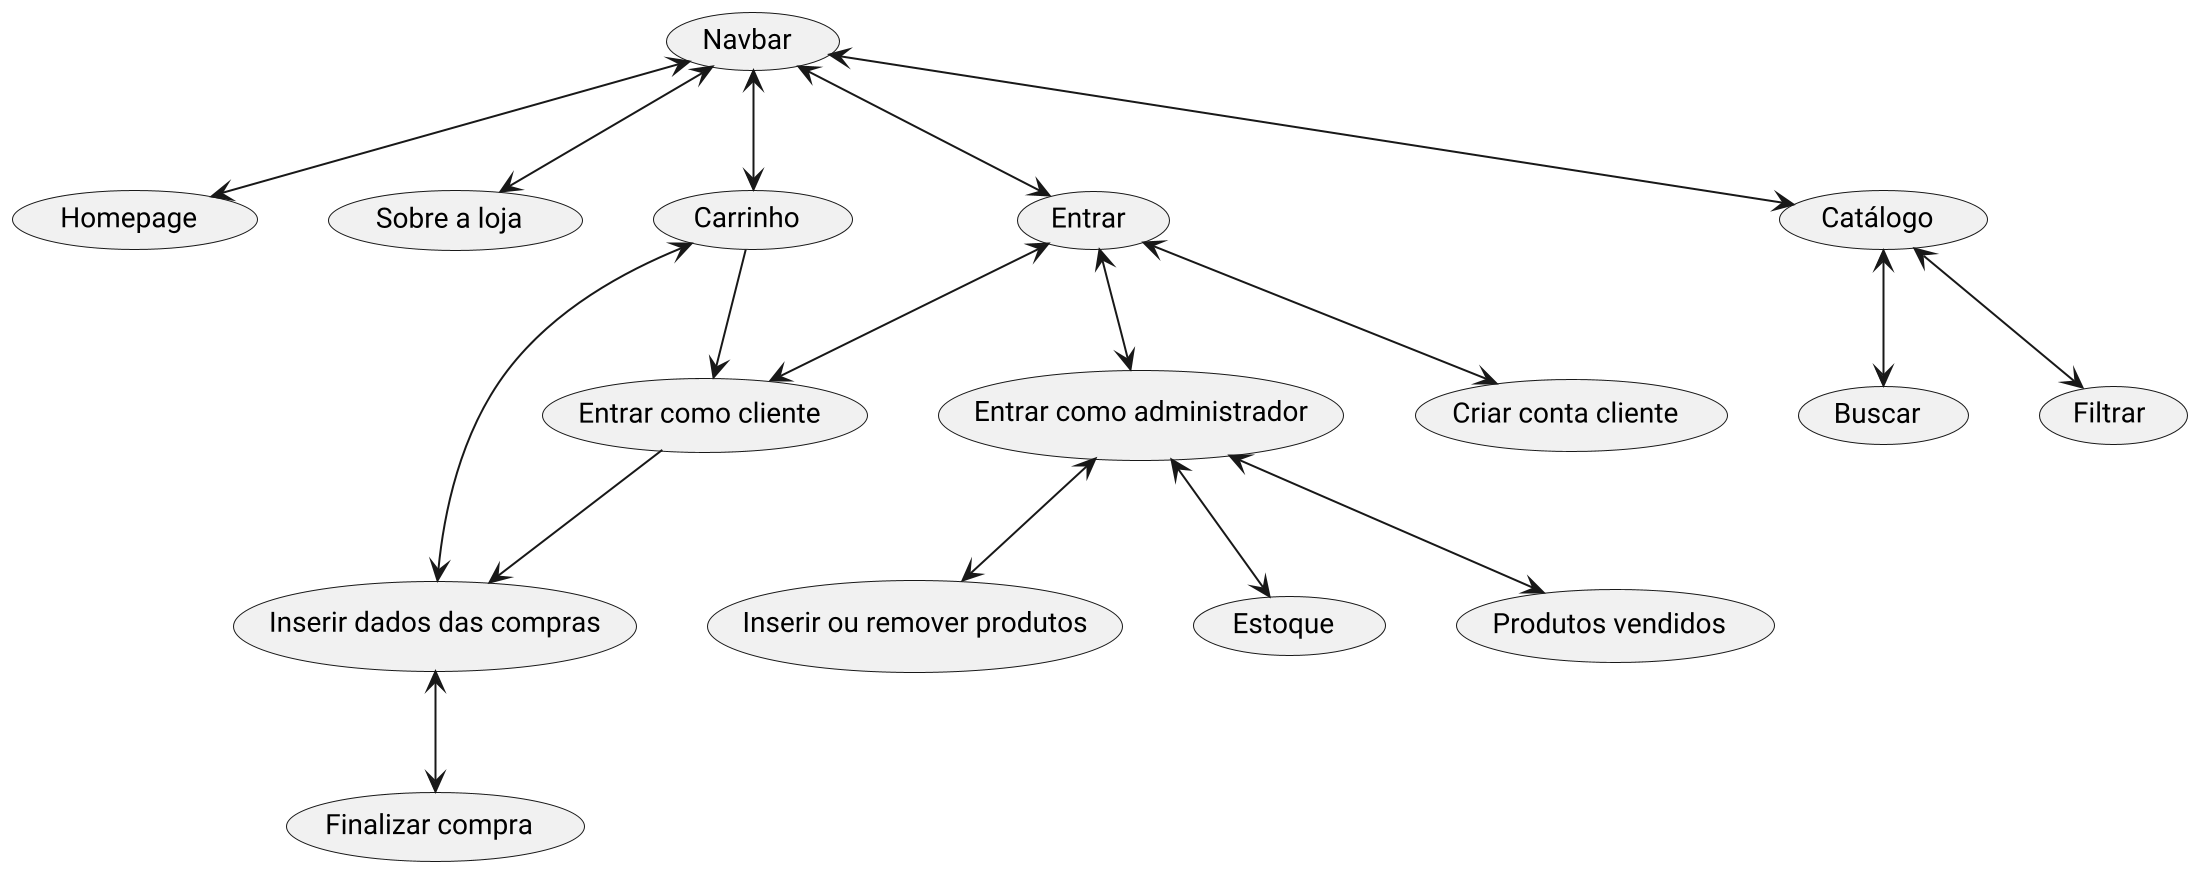 Navbar
Homepage
Sobre a loja
Carrinho
Entrar
Catálogo
Entrar como cliente
Entrar como administrador
Criar conta cliente
Buscar
Filtrar
Inserir dados das compras
Inserir ou remover produtos
Estoque
Produtos vendidos
Finalizar compra